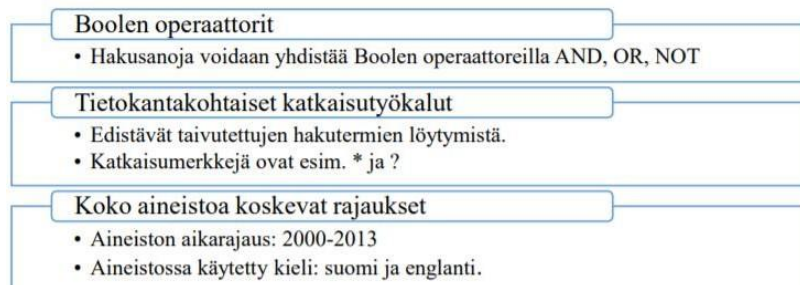 Boolen operaattorit
• Hakusanoja voidaan yhdistää Boolen operaattoreilla AND, OR, NOT
Tietokantakohtaiset katkaisutyökalut
• Edistävät taivutettujen hakutermien löytymistä.
• Katkaisumerkkejä ovat esim. * ja ?
Koko aineistoa koskevat rajaukset
• Aineiston aikarajaus: 2000-2013
• Aineistossa käytetty kieli: suomi ja englanti.